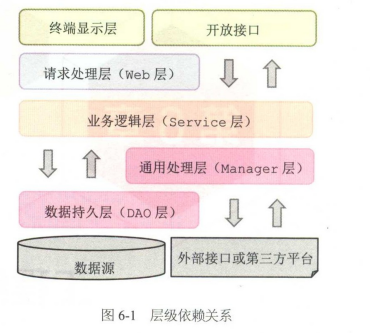 终端显示层
开放接口
请求处理层（Web 层）
业务逻辑层（Service 层）
通用处理层（Manager 层）
数据持久层（DAO 层）
数据源
外部接口或第三方平台
图 6-1 层级依赖关系